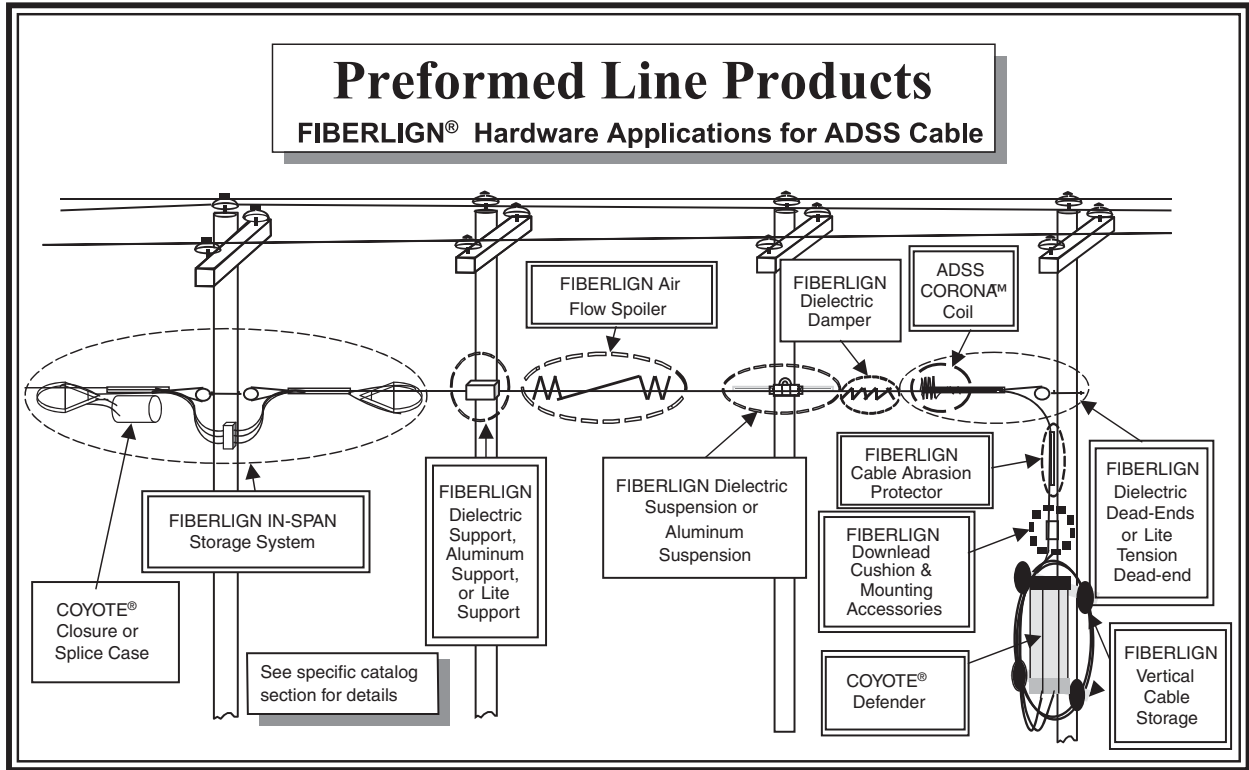 Preformed Line Products
FIBERLIGN® Hardware Applications for ADSS Cable
FIBERLIGN Air
Flow Spoiler
FIBERLIGN
Dielectric
Damper
ADSS
CORONA™
Coil
FIBERLIGN IN-SPAN
Storage System
COYOTE®
Closure or
Splice Case
See specific catalog
section for details
FIBERLIGN
Dielectric
Support,
Aluminum
Support,
or Lite
Support
FIBERLIGN Dielectric
Suspension or
Aluminum
Suspension
FIBERLIGN
Cable Abrasion
Protector
FIBERLIGN
Downlead
Cushion &
Mounting
Accessories
COYOTE®
Defender
FIBERLIGN
Dielectric
Dead-Ends
or Lite
Tension
Dead-end
FIBERLIGN
Vertical
Cable
Storage